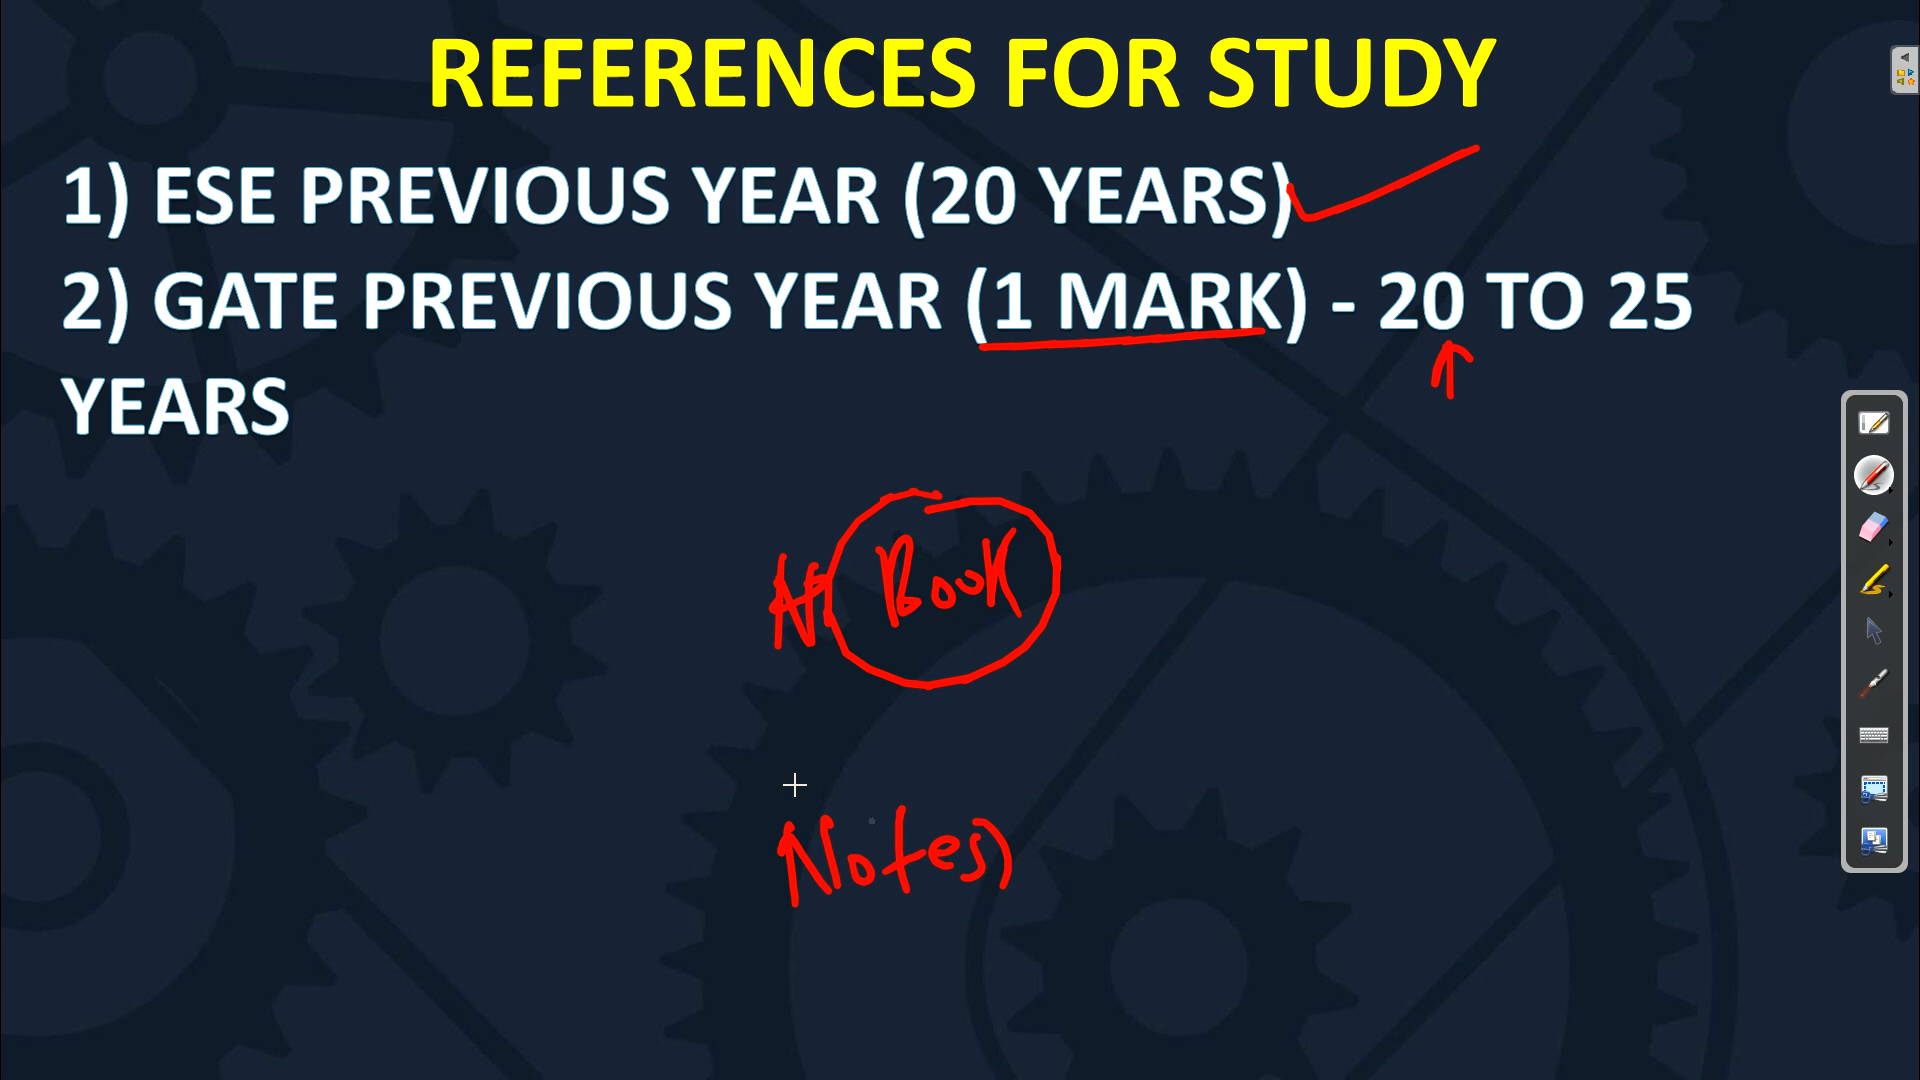 REFERENCES FOR STUDY
1) ESE PREVIOUS YEAR (20 YEARS)
2) GATE PREVIOUS YEAR (1 MARK) - 20 TO 25
YEARS
Book
Notes